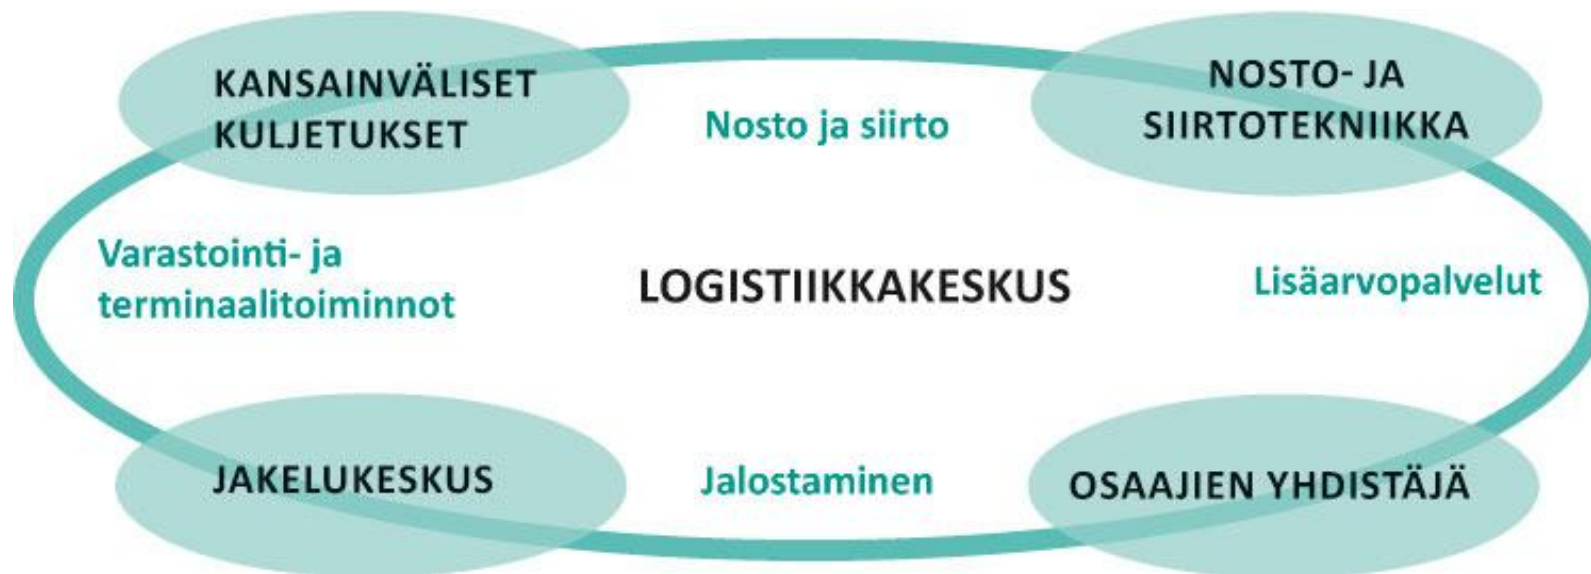 KANSAINVÄLISET
KULJETUKSET
Nosto ja siirto
NOSTO- JA
SIIRTOTEKNIIKKA
Varastointi- ja
terminaalitoiminnot
LOGISTIIKKAKESKUS
Lisäarvopalvelut
JAKELUKESKUS
Jalostaminen
OSAAJIEN YHDISTÄJÄ